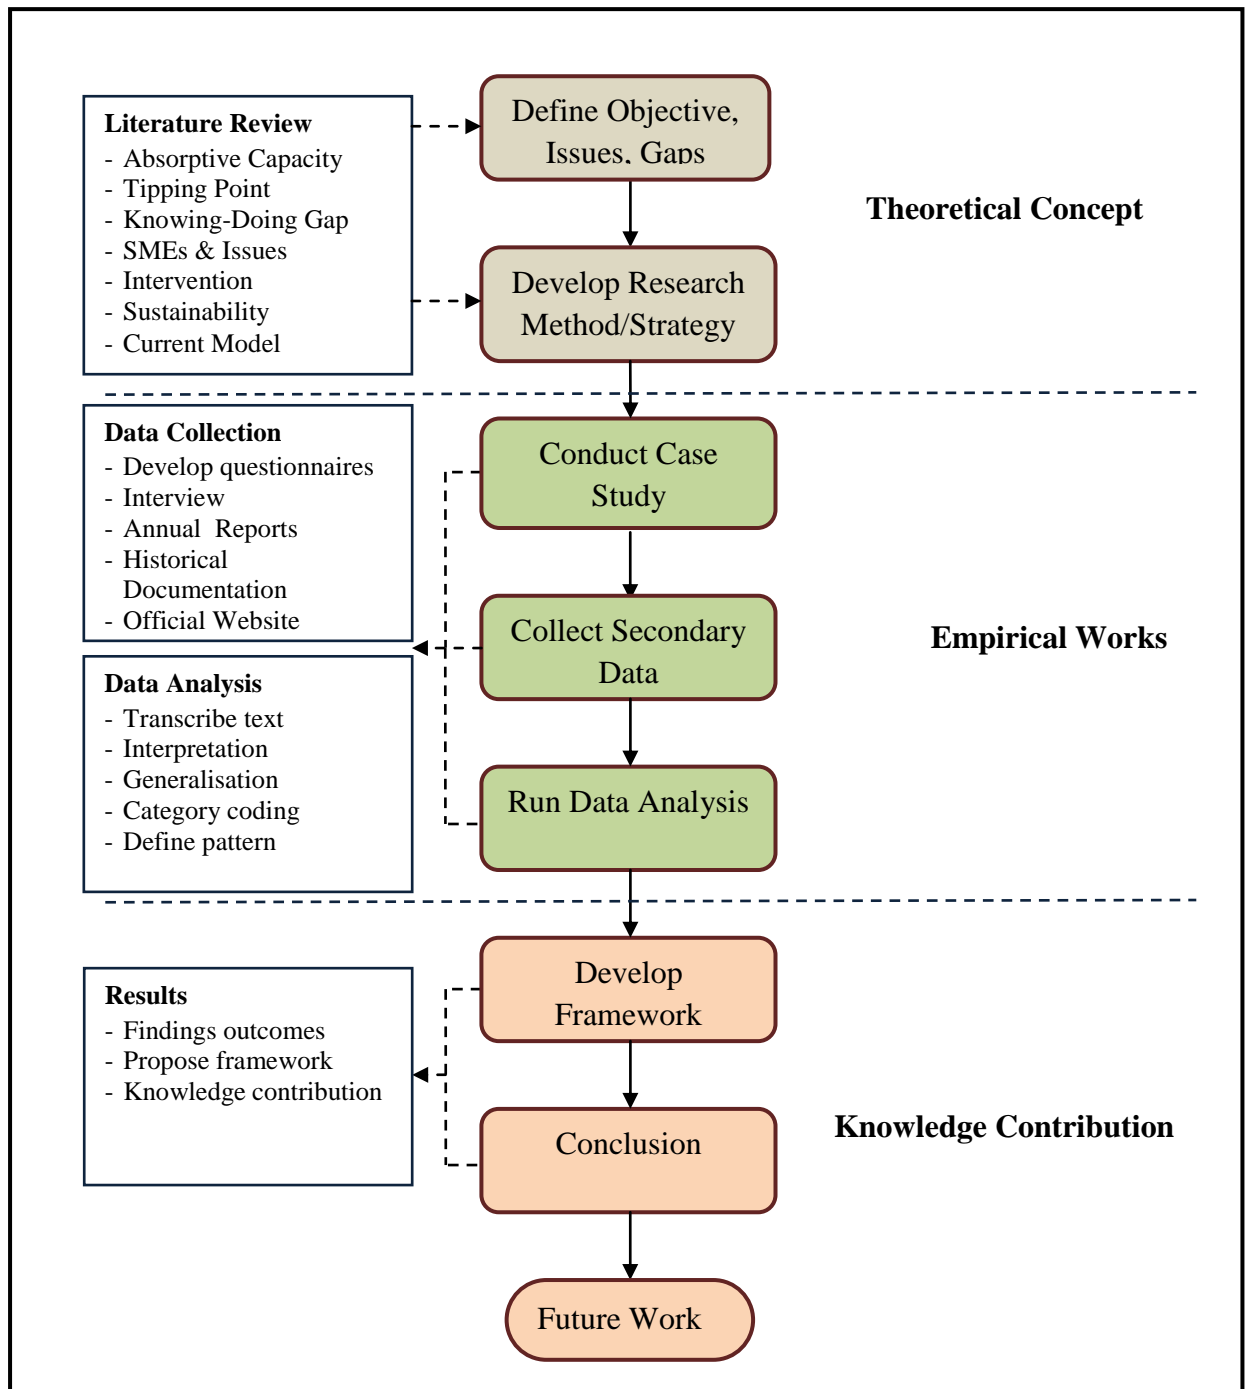 Literature Review
- Absorptive Capacity
- Tipping Point
- Knowing-Doing Gap
- SMEs & Issues
- Intervention
- Sustainability
- Current Model
Define Objective,
Issues, Gaps
Develop Research
Method/Strategy
Theoretical Concept
Data Collection
- Develop questionnaires
- Interview
- Annual Reports
- Historical
Documentation
- Official Website
Data Analysis
- Transcribe text
- Interpretation
- Generalisation
- Category coding
- Define pattern
Conduct Case
Study
Collect Secondary
Data
Run Data Analysis
Empirical Works
Results
- Findings outcomes
- Propose framework
- Knowledge contribution
Develop
Framework
Conclusion
Knowledge Contribution
Future Work